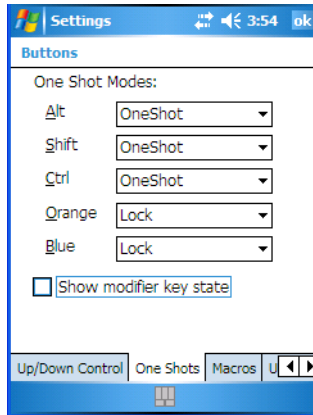 Settings 3:54 ok
Buttons
One Shot Modes:
Alt OneShot
Shift OneShot
Ctrl OneShot
Orange Lock
Blue Lock
Show modifier key state
Up/Down Control One Shots Macros U